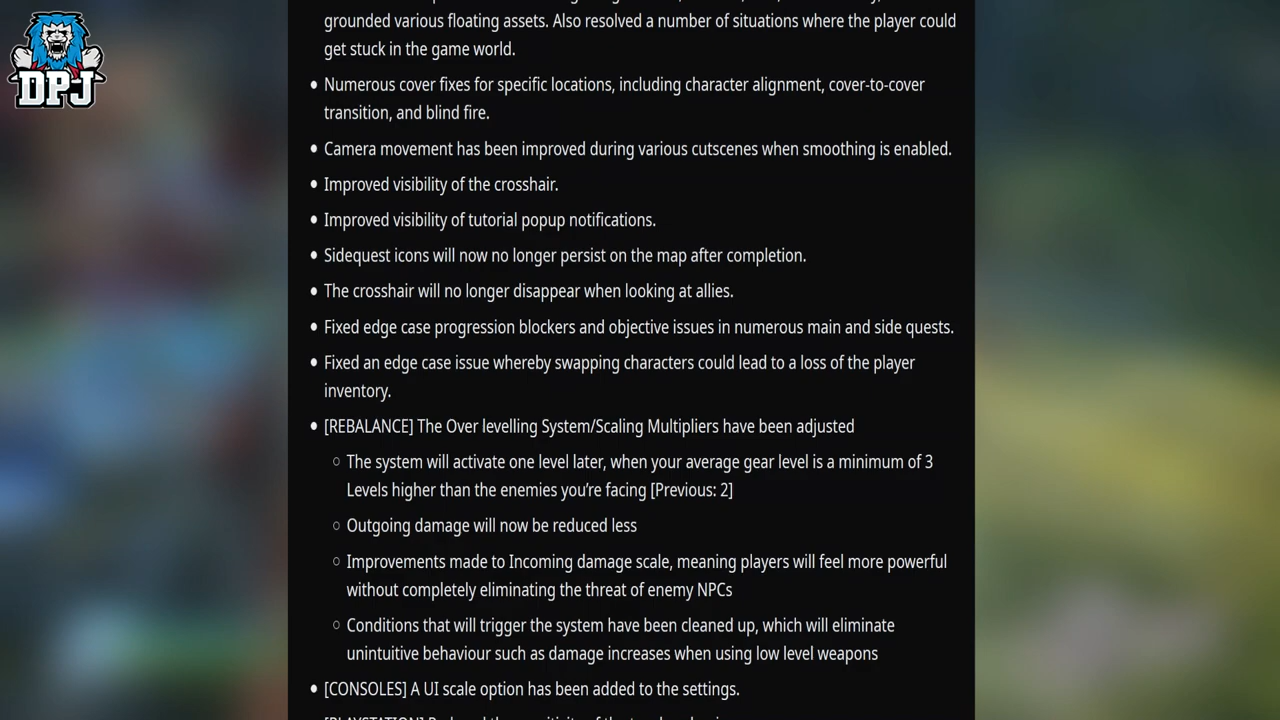 DPJ
grounded various floating assets. Also resolved a number of situations where the player could
get stuck in the game world.
• Numerous cover fixes for specific locations, including character alignment, cover-to-cover
transition, and blind fire.
• Camera movement has been improved during various cutscenes when smoothing is enabled.
• Improved visibility of the crosshair.
• Improved visibility of tutorial popup notifications.
• Sidequest icons will now no longer persist on the map after completion.
• The crosshair will no longer disappear when looking at allies.
• Fixed edge case progression blockers and objective issues in numerous main and side quests.
• Fixed an edge case issue whereby swapping characters could lead to a loss of the player
inventory.
• [REBALANCE] The Over levelling System/Scaling Multipliers have been adjusted
○ The system will activate one level later, when your average gear level is a minimum of 3
Levels higher than the enemies you’re facing [Previous: 2]
○ Outgoing damage will now be reduced less
○ Improvements made to Incoming damage scale, meaning players will feel more powerful
without completely eliminating the threat of enemy NPCs
○ Conditions that will trigger the system have been cleaned up, which will eliminate
unintuitive behaviour such as damage increases when using low level weapons
• [CONSOLES] A UI scale option has been added to the settings.